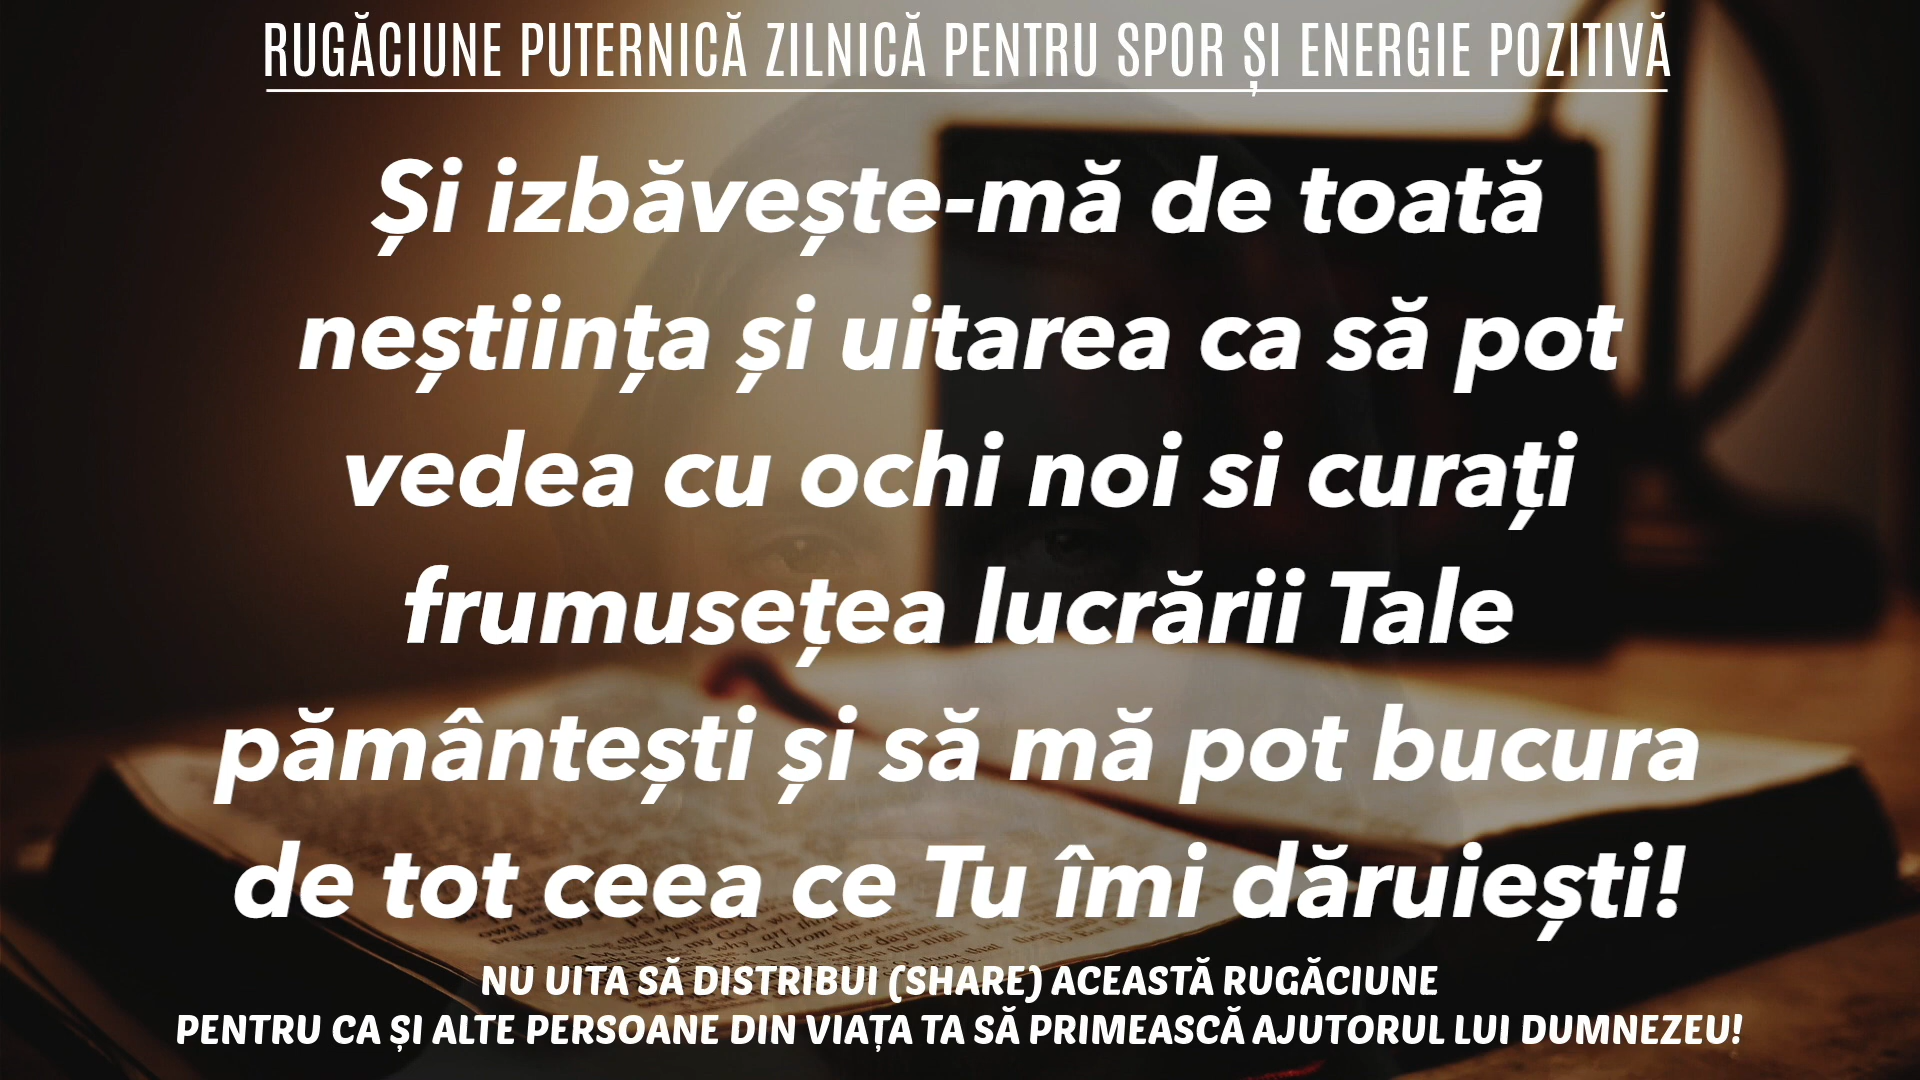 RUGĂCIUNE PUTERNICĂ ZILNICĂ PENTRU SPOR ȘI ENERGIE POZITIVĂ
Și izbăvește-mă de toată
neștiința și uitarea ca să pot
vedea cu ochi noi si curați
frumusețea lucrării Tale
pământești și să mă pot bucura
de tot ceea ce Tu îmi dăruiești!
NU UITA SĂ DISTRIBUI (SHARE) ACEASTĂ RUGĂCIUNE
PENTRU CA ȘI ALTE PERSOANE DIN VIAȚA TA SĂ PRIMEASCĂ AJUTORUL LUI DUMNEZEU!